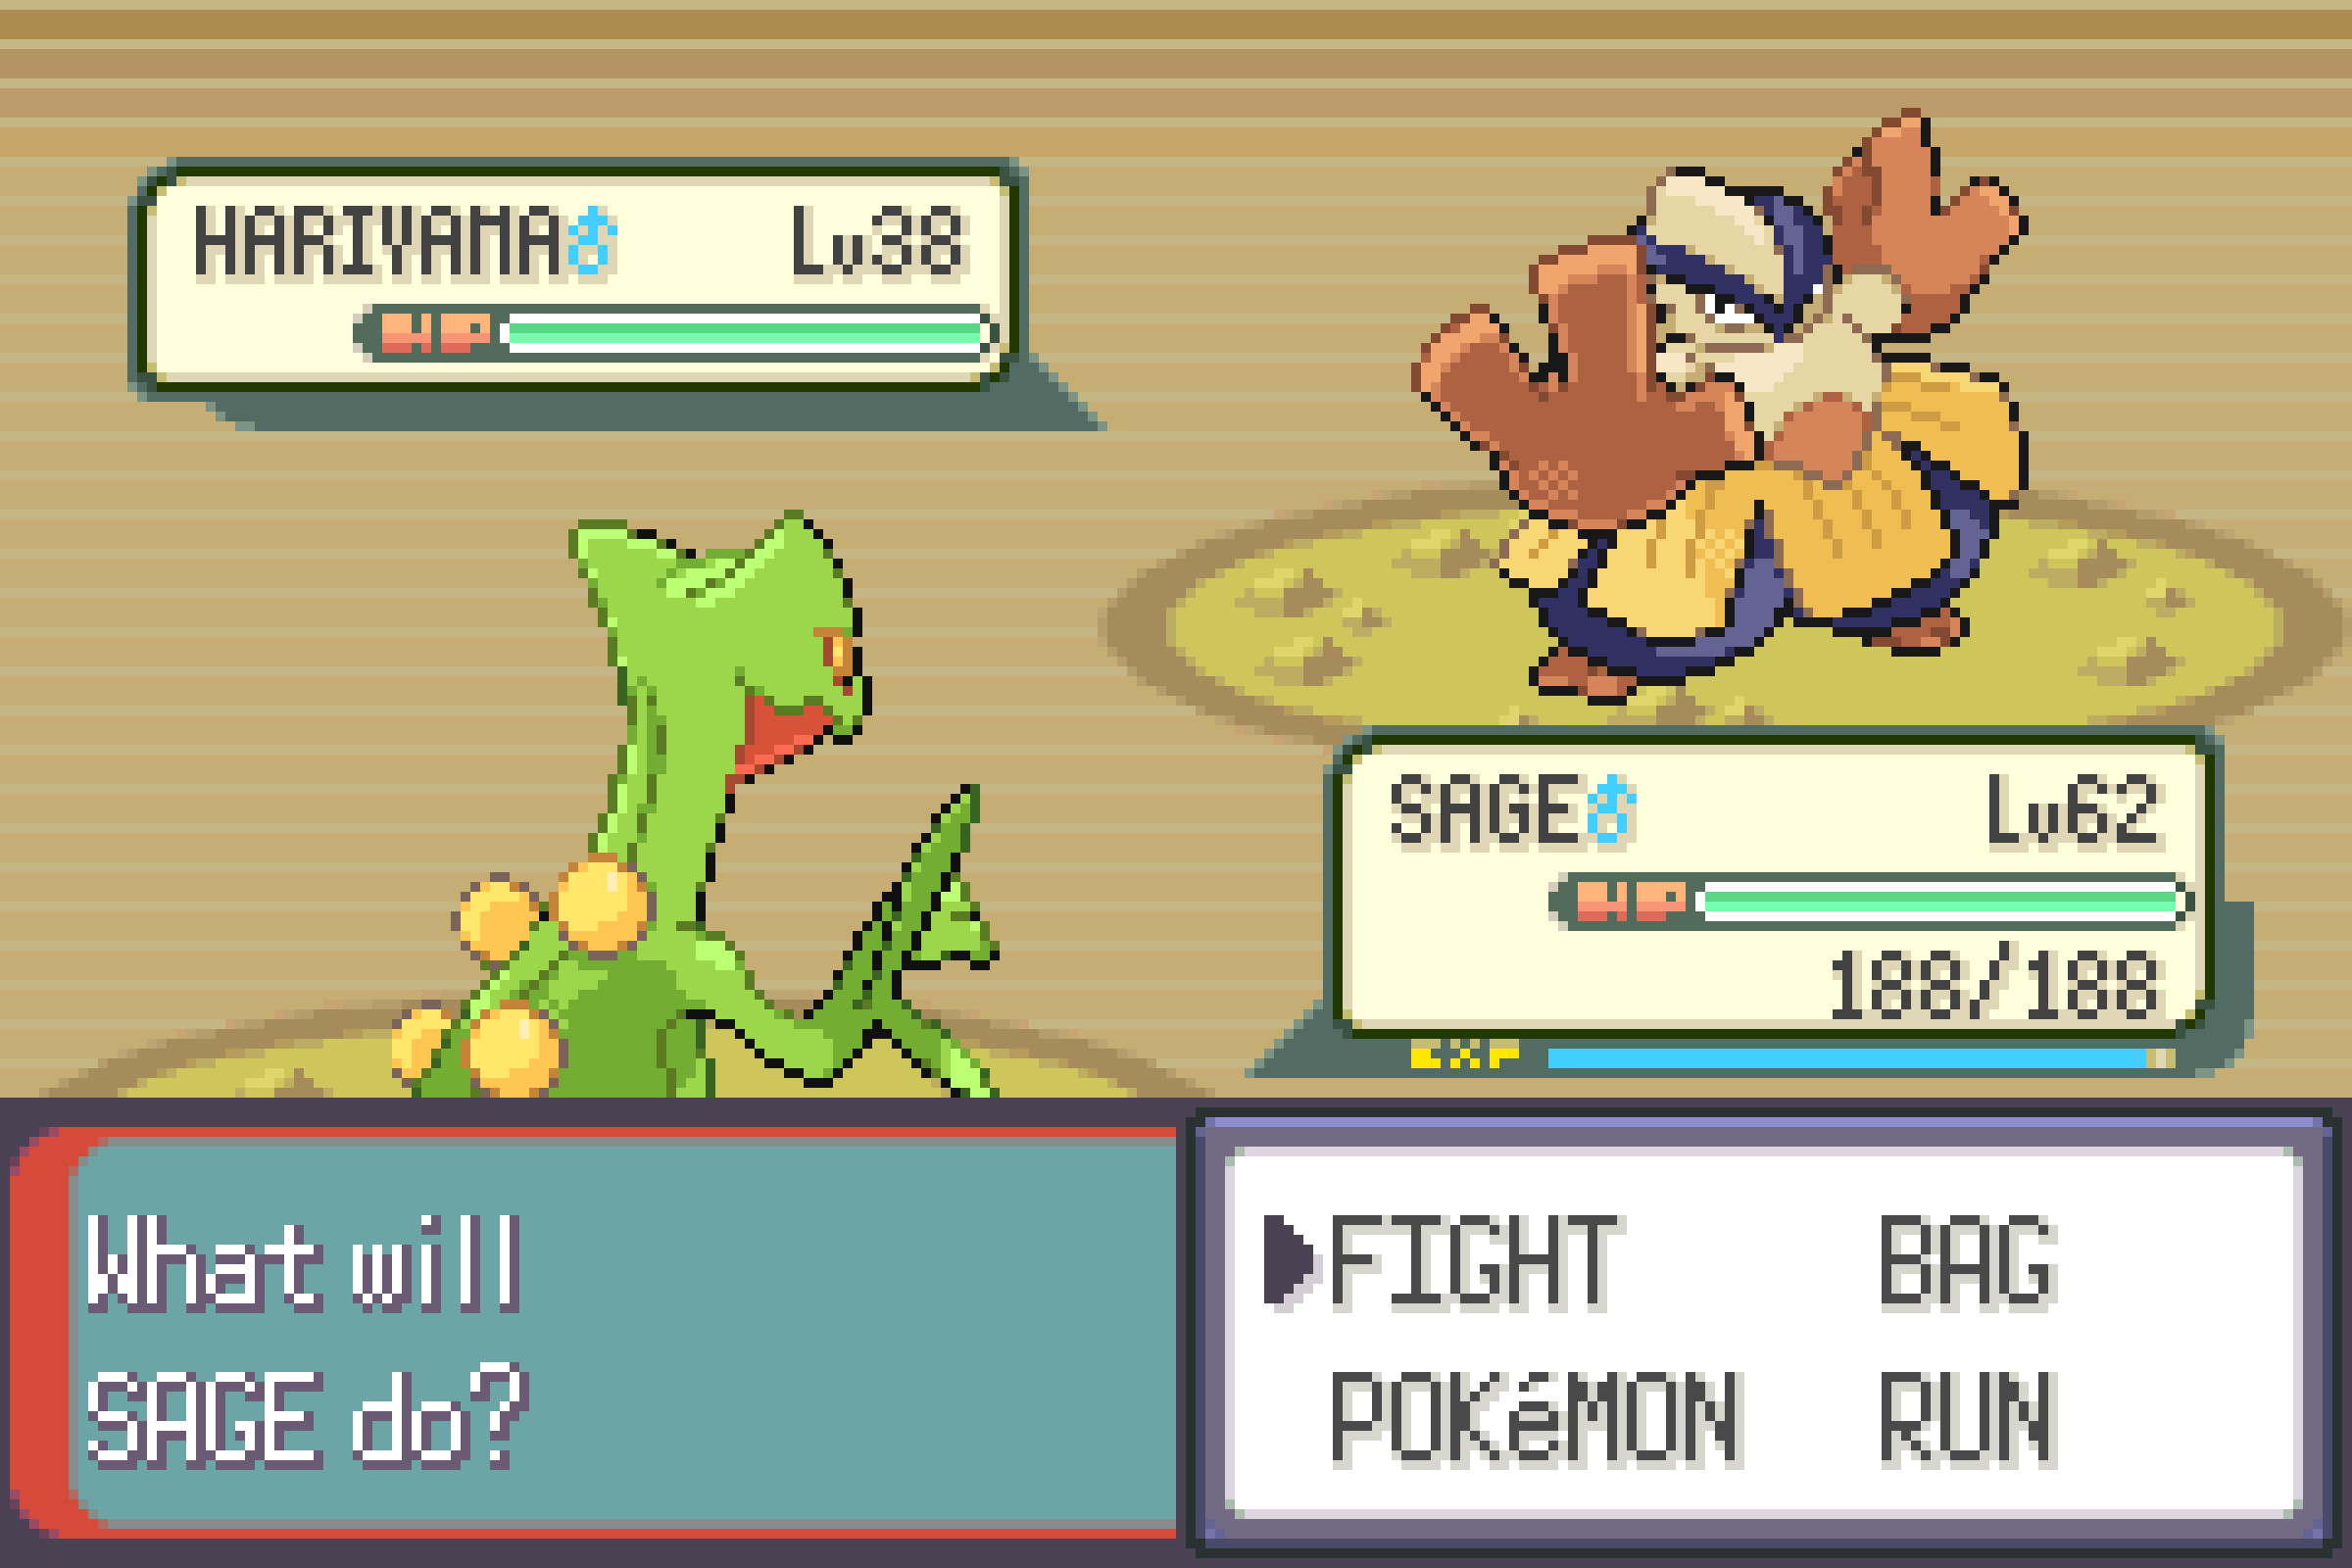 HARIYAMA♂ Lv38
HP
SAGE♂ Lv62
HP
188/188
EXP
What will
SAGE do?
FIGHT BAG
POKéMON RUN